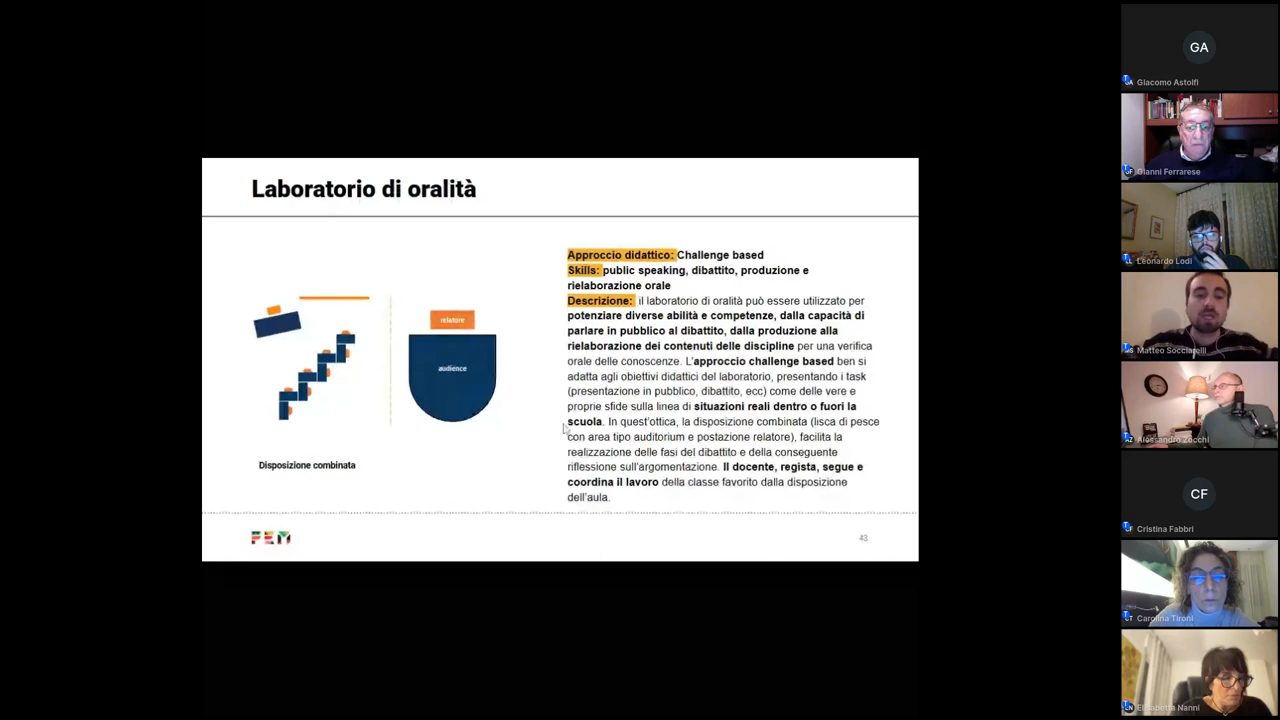 Laboratorio di oralità
relatore
audience
Disposizione combinata
Approccio didattico: Challenge based
Skills: public speaking, dibattito, produzione e
rielaborazione orale
Descrizione: il laboratorio di oralità può essere utilizzato per
potenziare diverse abilità e competenze, dalla capacità di
parlare in pubblico al dibattito, dalla produzione alla
rielaborazione dei contenuti delle discipline per una verifica
orale delle conoscenze. L'approccio challenge based ben si
adatta agli obiettivi didattici del laboratorio, presentando i task
(presentazione in pubblico, dibattito, ecc) come delle vere e
proprie sfide sulla linea di situazioni reali dentro o fuori la
scuola. In quest'ottica, la disposizione combinata (lisca di pesce
con area tipo auditorium e postazione relatore), facilita la
realizzazione delle fasi del dibattito e della conseguente
riflessione sull'argomentazione. Il docente, regista, segue e
coordina il lavoro della classe favorito dalla disposizione
dell'aula.
FEM
43
GA
Giacomo Astolfi
Gianni Ferrarese
Leonardo Lodi
Matteo Socciarelli
Alessandro Zocchi
CF
Cristina Fabbri
Carolina Tironi
Elisabetta Nanni